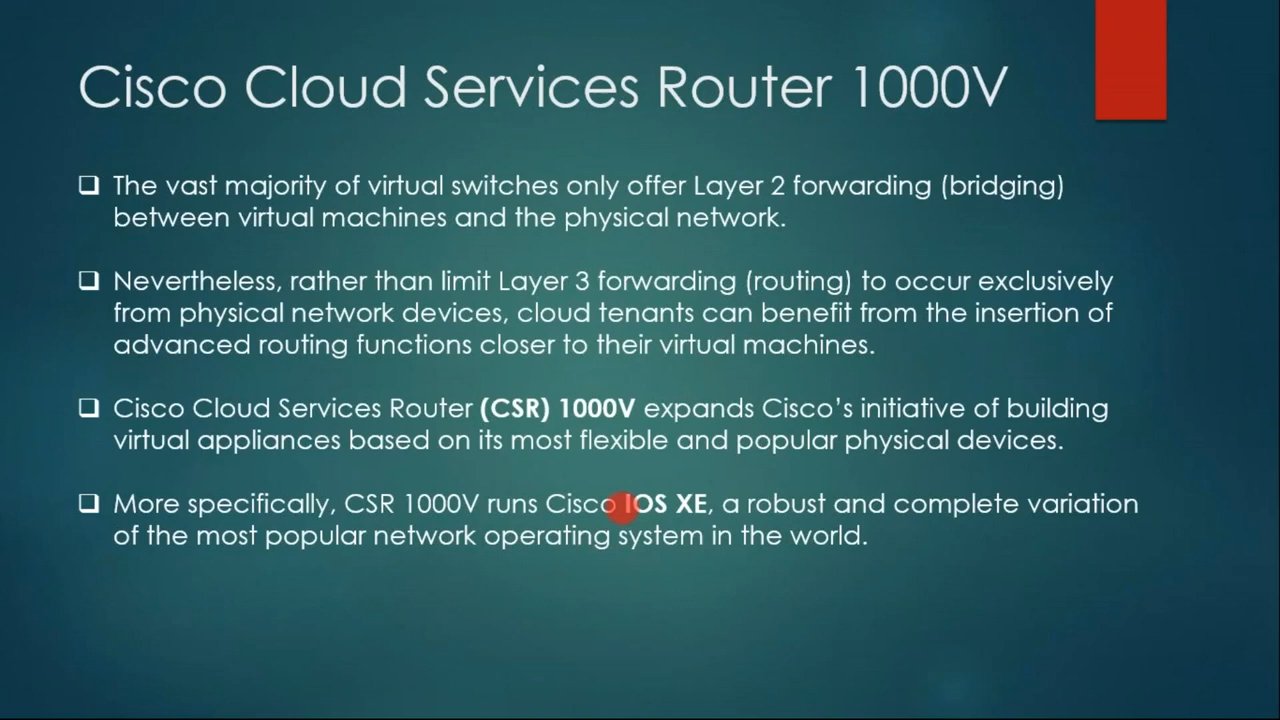 Cisco Cloud Services Router 1000V
The vast majority of virtual switches only offer Layer 2 forwarding (bridging)
between virtual machines and the physical network.
Nevertheless, rather than limit Layer 3 forwarding (routing) to occur exclusively
from physical network devices, cloud tenants can benefit from the insertion of
advanced routing functions closer to their virtual machines.
Cisco Cloud Services Router (CSR) 1000V expands Cisco’s initiative of building
virtual appliances based on its most flexible and popular physical devices.
More specifically, CSR 1000V runs Cisco IOS XE, a robust and complete variation
of the most popular network operating system in the world.